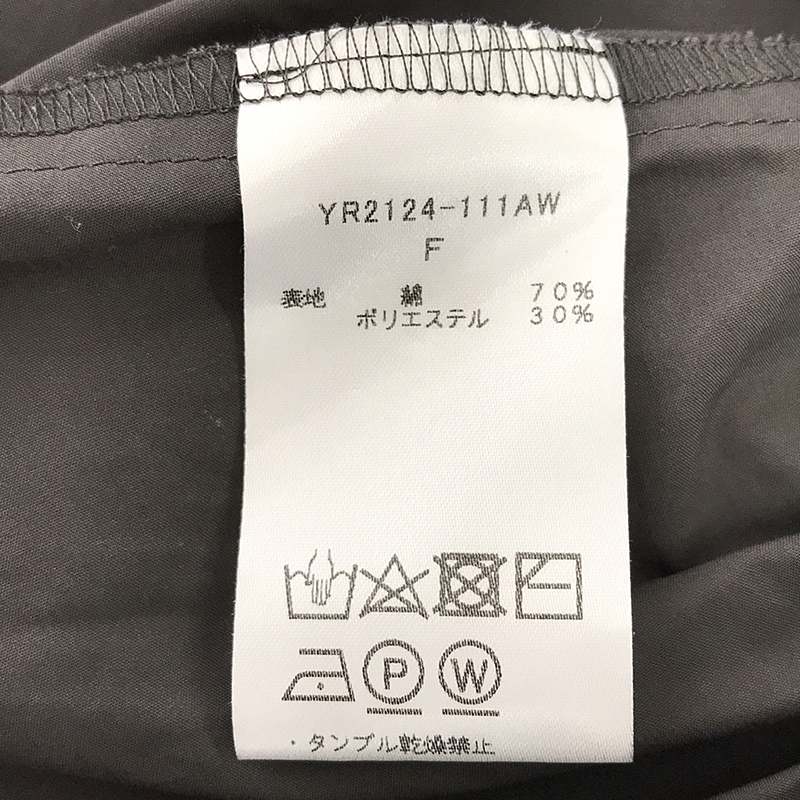 YR2124-111AW
F
表地 綿 70%
ポリエステル 30%
P W
・タンブル乾燥禁止